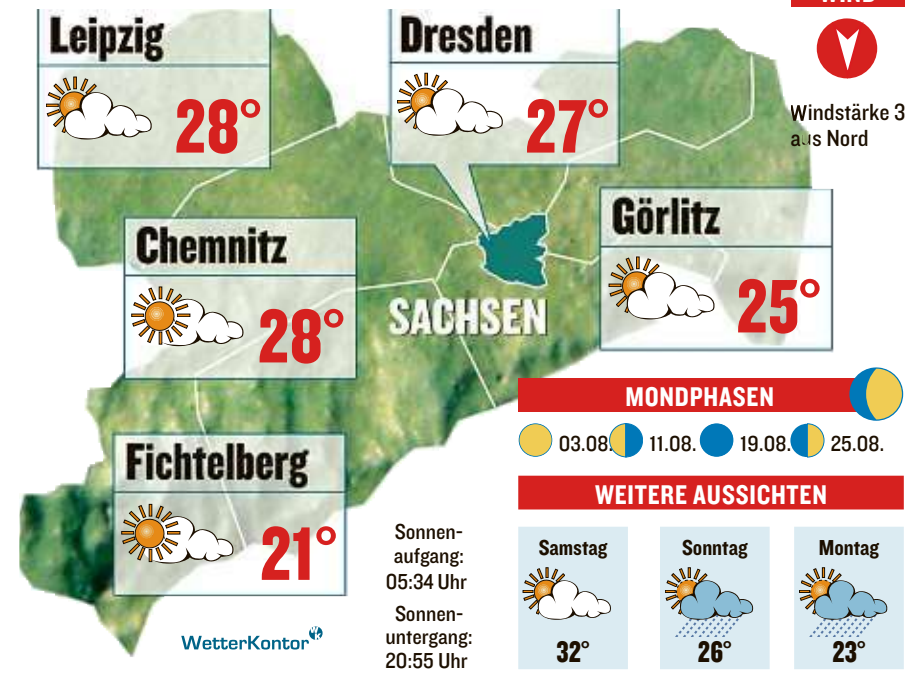 WIND
Leipzig
28°
Dresden
27°
Windstärke 3
aus Nord
Görlitz
25°
Chemnitz
28°
SACHSEN
Fichtelberg
21°
MONDPHASEN
03.08. 11.08. 19.08. 25.08.
WEITERE AUSSICHTEN
Samstag
32°
Sonntag
26°
Montag
23°
Sonnen-
aufgang:
05:34 Uhr
Sonnen-
untergang:
20:55 Uhr
WetterKontor